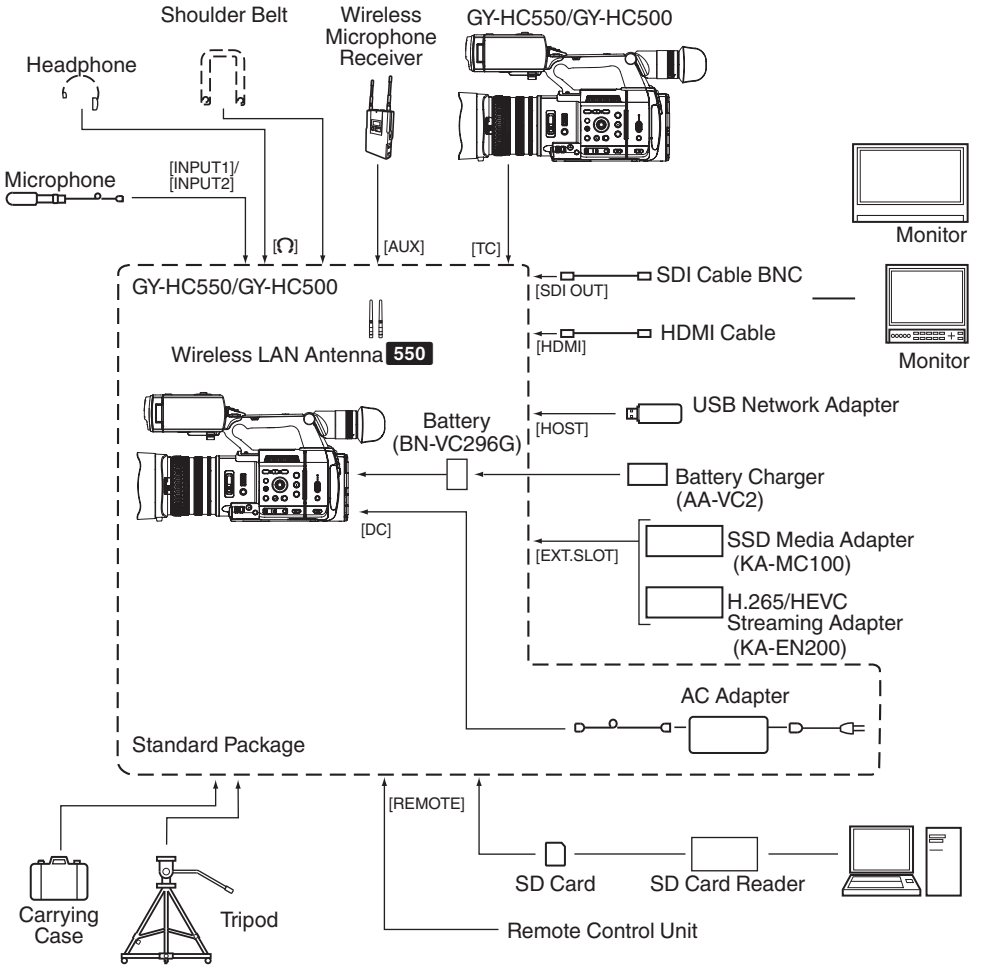 Shoulder Belt
Wireless
Microphone
Receiver
GY-HC550/GY-HC500
Headphone
Microphone
[INPUT1]/
[INPUT2]
[AUX]
[TC]
Monitor
GY-HC550/GY-HC500
[SDI OUT]
SDI Cable BNC
[HDMI]
HDMI Cable
Monitor
Wireless LAN Antenna 550
Battery
(BN-VC296G)
[HOST]
USB Network Adapter
Battery Charger
(AA-VC2)
[DC]
[EXT.SLOT]
SSD Media Adapter
(KA-MC100)
H.265/HEVC
Streaming Adapter
(KA-EN200)
AC Adapter
Standard Package
[REMOTE]
SD Card
SD Card Reader
Carrying
Case
Tripod
Remote Control Unit